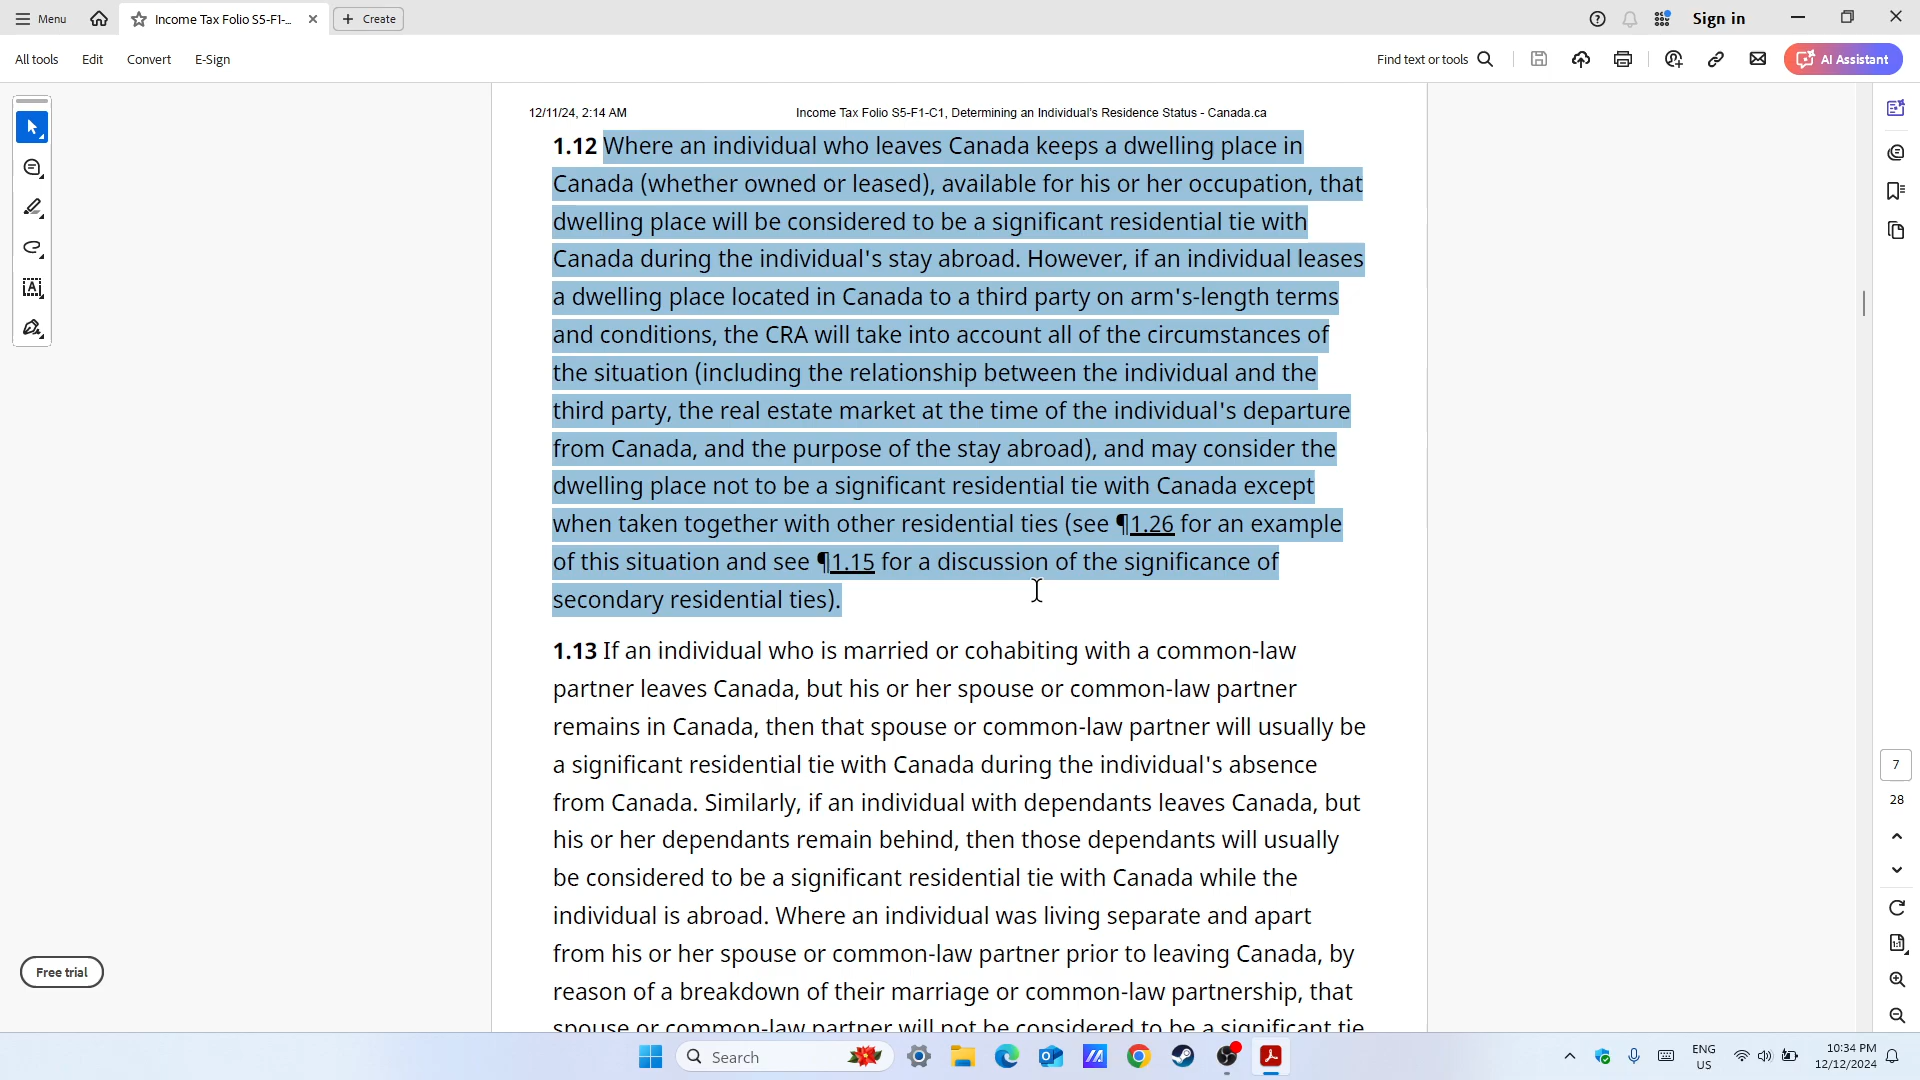 Menu
Income Tax Folio S5-F1-...
Create
Sign in
All tools
Edit
Convert
E-Sign
Find text or tools
AI Assistant
12/11/24, 2:14 AM
Income Tax Folio S5-F1-C1, Determining an Individual's Residence Status - Canada.ca
1.12 Where an individual who leaves Canada keeps a dwelling place in
Canada (whether owned or leased), available for his or her occupation, that
dwelling place will be considered to be a significant residential tie with
Canada during the individual's stay abroad. However, if an individual leases
a dwelling place located in Canada to a third party on arm's-length terms
and conditions, the CRA will take into account all of the circumstances of
the situation (including the relationship between the individual and the
third party, the real estate market at the time of the individual's departure
from Canada, and the purpose of the stay abroad), and may consider the
dwelling place not to be a significant residential tie with Canada except
when taken together with other residential ties (see ¶1.26 for an example
of this situation and see ¶1.15 for a discussion of the significance of
secondary residential ties).
1.13 If an individual who is married or cohabiting with a common-law
partner leaves Canada, but his or her spouse or common-law partner
remains in Canada, then that spouse or common-law partner will usually be
a significant residential tie with Canada during the individual's absence
from Canada. Similarly, if an individual with dependants leaves Canada, but
his or her dependants remain behind, then those dependants will usually
be considered to be a significant residential tie with Canada while the
individual is abroad. Where an individual was living separate and apart
from his or her spouse or common-law partner prior to leaving Canada, by
reason of a breakdown of their marriage or common-law partnership, that
spouse or common-law partner will not be considered to be a significant tie
7
28
Free trial
Search
ENG
US
10:34 PM
12/12/2024